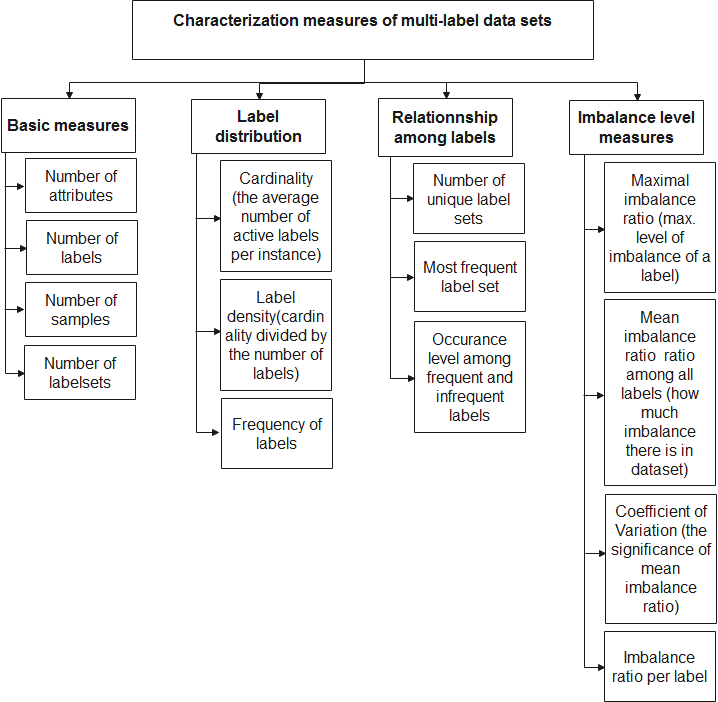 Characterization measures of multi-label data sets
Basic measures
Number of
attributes
Number of
labels
Number of
samples
Number of
labelsets
Label
distribution
Cardinality
(the average
number of
active labels
per instance)
Label
density(cardin
ality divided by
the number of
labels)
Frequency of
labels
Relationnship
among labels
Number of
unique label
sets
Most frequent
label set
Occurance
level among
frequent and
infrequent
labels
Imbalance level
measures
Maximal
imbalance
ratio (max.
level of
imbalance of a
label)
Mean
imbalance
ratio  ratio
among all
labels (how
much
imbalance
there is in
dataset)
Coefficient of
Variation (the
significance of
mean
imbalance
ratio)
Imbalance
ratio per label